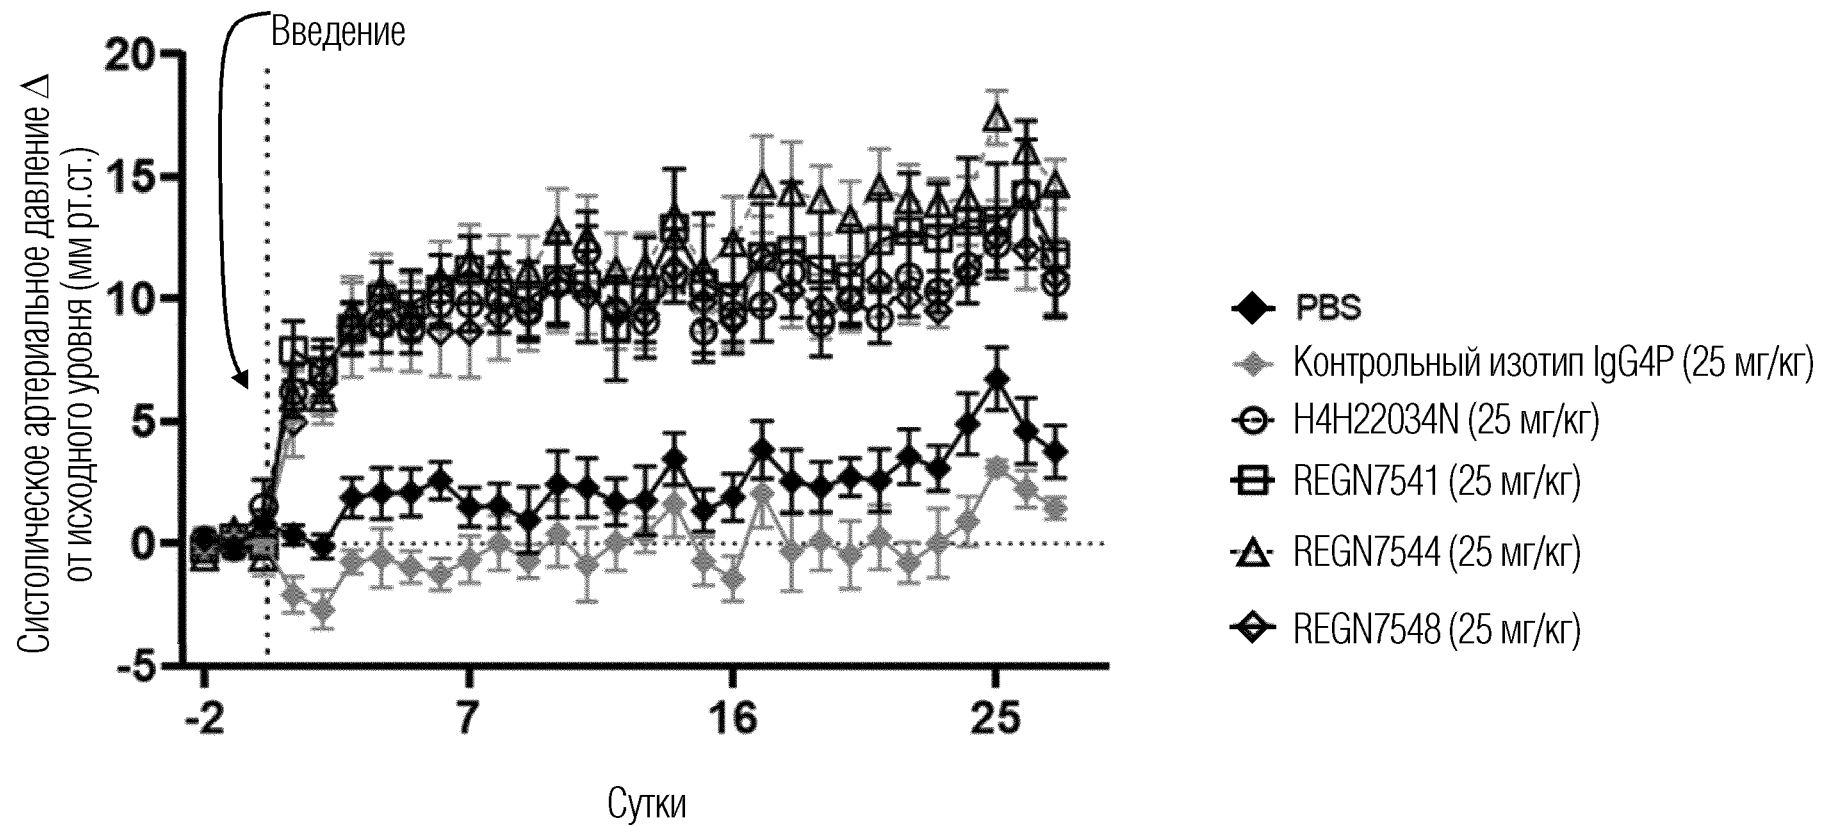 Введение
Систолическое артериальное давление Δ
от исходного уровня (мм рт.ст.)
20
15
10
5
0
-5
-2
7
16
25
Сутки
PBS
Контрольный изотип IgG4P (25 мг/кг)
H4H22034N (25 мг/кг)
REGN7541 (25 мг/кг)
REGN7544 (25 мг/кг)
REGN7548 (25 мг/кг)